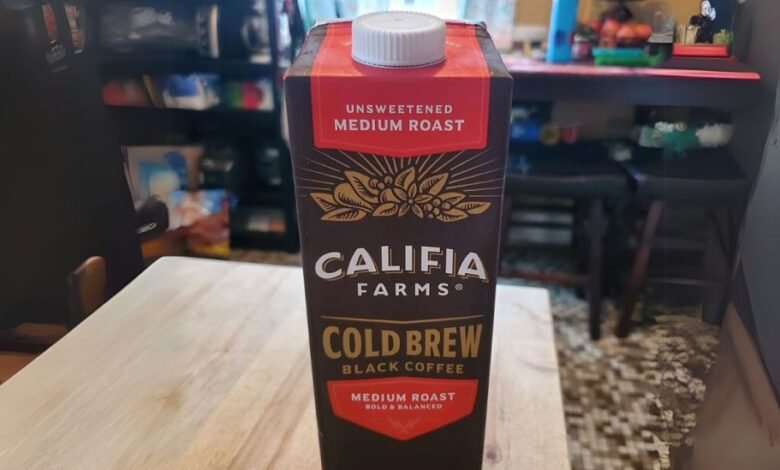 UNSWEETENED
MEDIUM ROAST
CALIFIA
FARMS®
COLD BREW
BLACK COFFEE
MEDIUM ROAST
BOLD & BALANCED